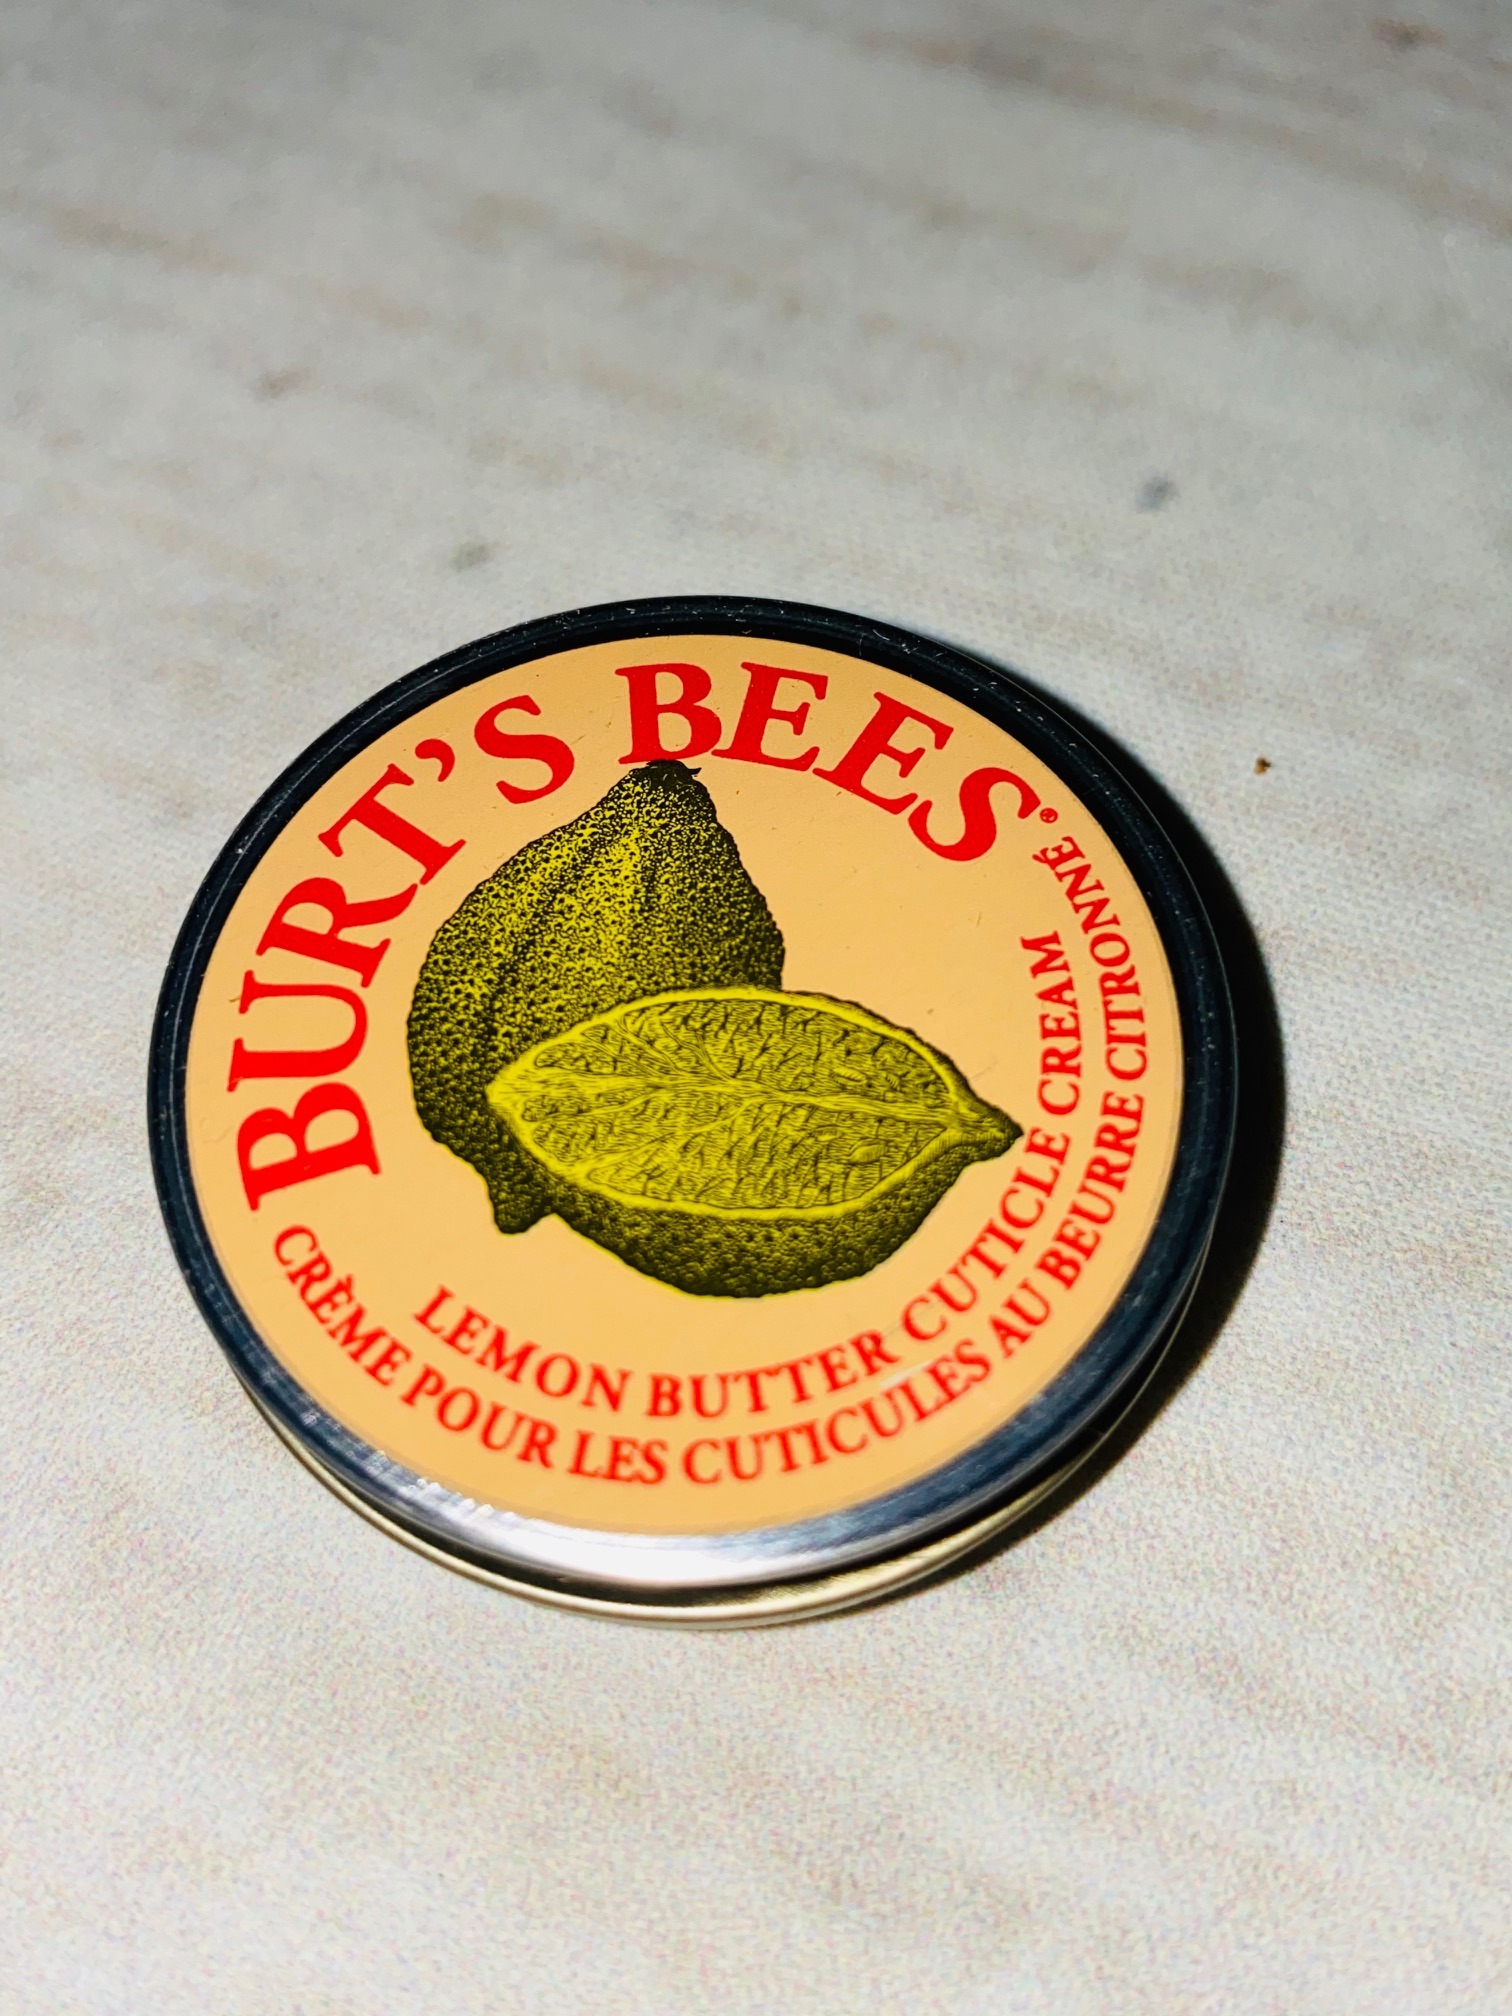 BURT'S BEES®
LEMON BUTTER CUTICLE CREAM
CRÈME POUR LES CUTICULES AU BEURRE CITRONNÉ